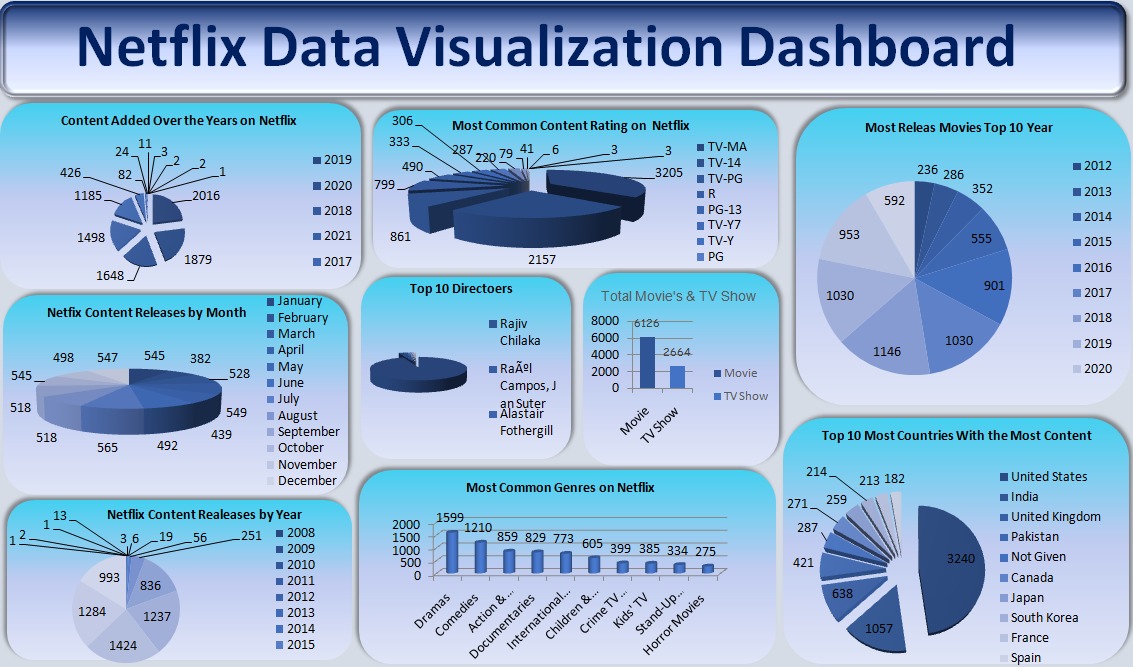 Netflix Data Visualization Dashboard
Content Added Over the Years on Netflix
11
24
3
2
2
1
426
82
1185
2016
1498
1879
1648
2019
2020
2018
2021
2017
Most Common Content Rating on Netflix
306
333
287
220
79
41
6
3
3
490
3205
799
861
2157
TV-MA
TV-14
TV-PG
R
PG-13
TV-Y7
TV-Y
PG
Most Releas Movies Top 10 Year
236
286
352
592
555
953
901
1030
1030
1146
2012
2013
2014
2015
2016
2017
2018
2019
2020
Netfix Content Releases by Month
498
547
545
382
545
528
518
549
518
439
565
492
January
February
March
April
May
June
July
August
September
October
November
December
Top 10 Directoers
Rajiv
Chilaka
RaÃºl
Campos, J
an Suter
Alastair
Fothergill
Total Movie's & TV Show
8000
6000
4000
2000
0
6126
2664
Movie
TV Show
Movie
TV Show
Netflix Content Realeases by Year
13
1
1
2
3
6
19
56
251
993
836
1284
1237
1424
2008
2009
2010
2011
2012
2013
2014
2015
Most Common Genres on Netflix
2000
1500
1000
500
0
1599
1210
859
829
773
605
399
385
334
275
Dramas
Comedies
Action &...
Documentaries
International...
Children &...
Crime TV...
Kids' TV
Stand-Up...
Horror Movies
Top 10 Most Countries With the Most Content
214
213
182
271
259
287
421
638
1057
3240
United States
India
United Kingdom
Pakistan
Not Given
Canada
Japan
South Korea
France
Spain